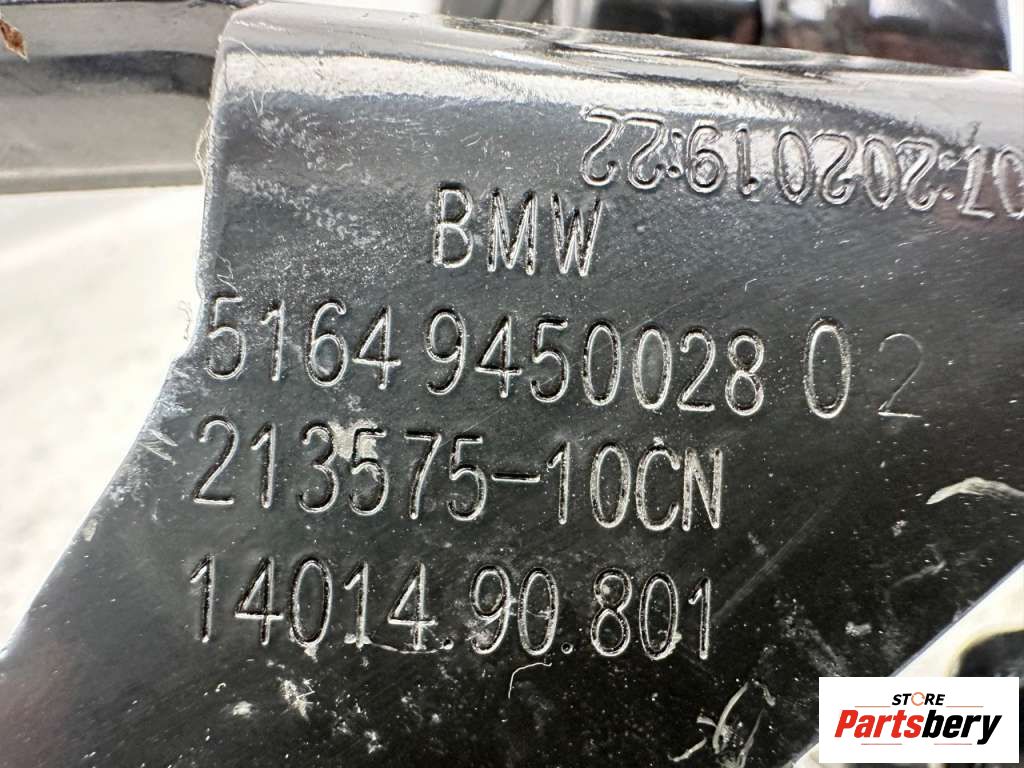 07.2020 19:22
BMW
5164 9450028 02
213575-10CN
14014.90.801
STORE
Partsbery